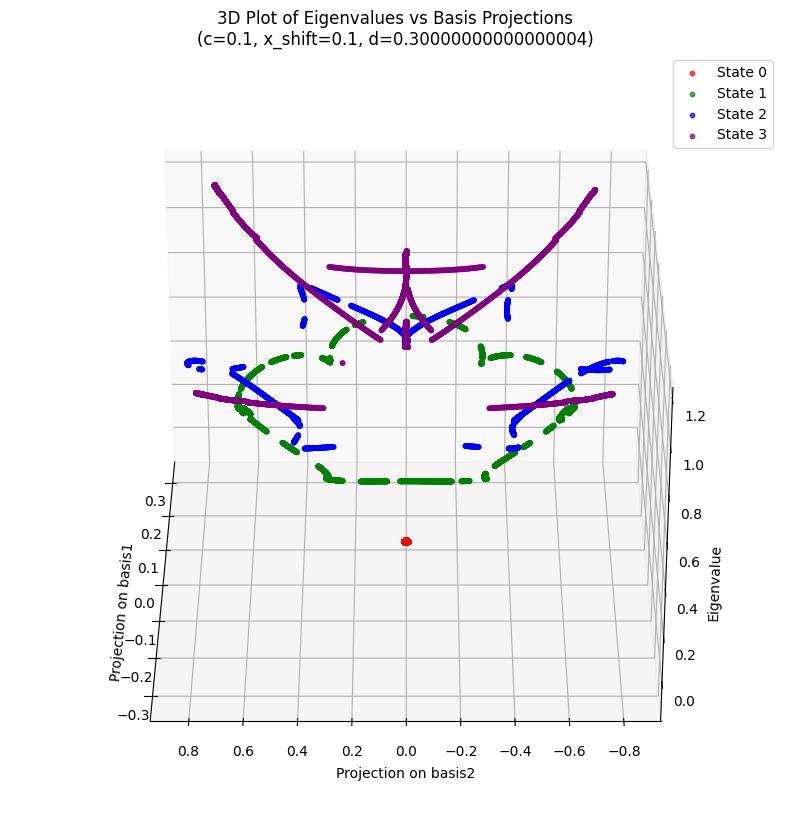 3D Plot of Eigenvalues vs Basis Projections
(c=0.1, x_shift=0.1, d=0.30000000000000004)
State 0
State 1
State 2
State 3
1.2
1.0
0.8
0.6
0.4
0.2
0.0
Eigenvalue
0.3
0.2
0.1
0.0
−0.1
−0.2
−0.3
Projection on basis1
0.8 0.6 0.4 0.2 0.0 −0.2 −0.4 −0.6 −0.8
Projection on basis2